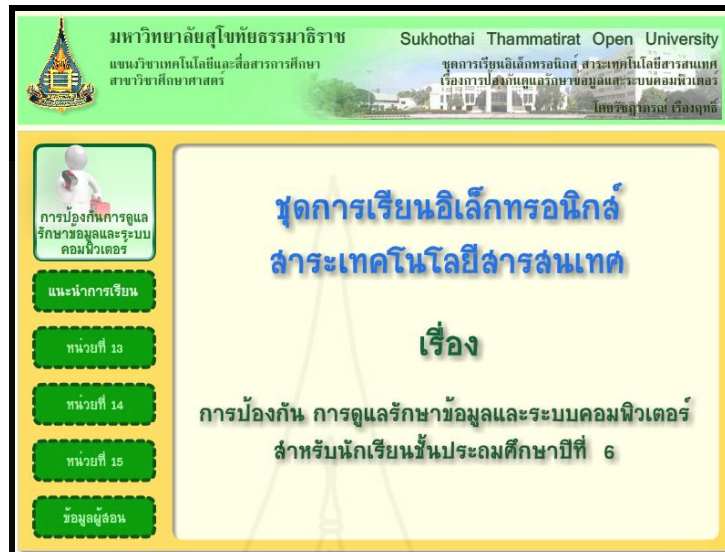 มหาวิทยาลัยสุโขทัยธรรมาธิราช
แขนงวิชาเทคโนโลยีและสื่อสารการศึกษา
สาขาวิชาศึกษาศาสตร์
Sukhothai Thammatirat Open University
ชุดการเรียนอิเล็กทรอนิกส์ สาระเทคโนโลยีสารสนเทศ
เรื่องการป้องกันดูแลรักษาข้อมูลและระบบคอมพิวเตอร์
การป้องกันการดูแล
รักษาข้อมูลและระบบ
คอมพิวเตอร์
แนะนำการเรียน
หน่วยที่ 13
หน่วยที่ 14
หน่วยที่ 15
ข้อมูลผู้สอน
ชุดการเรียนอิเล็กทรอนิกส์
สาระเทคโนโลยีสารสนเทศ
เรื่อง
การป้องกัน การดูแลรักษาข้อมูลและระบบคอมพิวเตอร์
สำหรับนักเรียนชั้นประถมศึกษาปีที่ 6